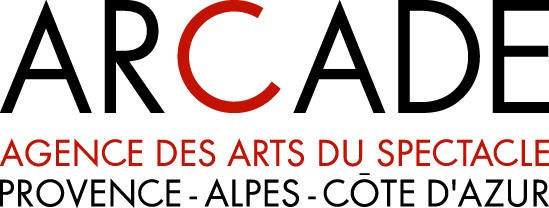 ARCADE
AGENCE DES ARTS DU SPECTACLE
PROVENCE - ALPES - CÔTE D'AZUR